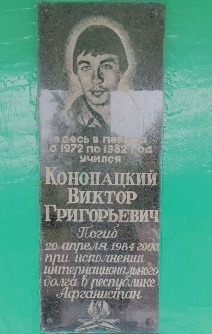 Здесь в период
с 1972 по 1982 год
учился
Конопацкий
Виктор
Григорьевич
Погиб
20 апреля 1984 года
при исполнении
интернационального
долга в республике
Афганистан